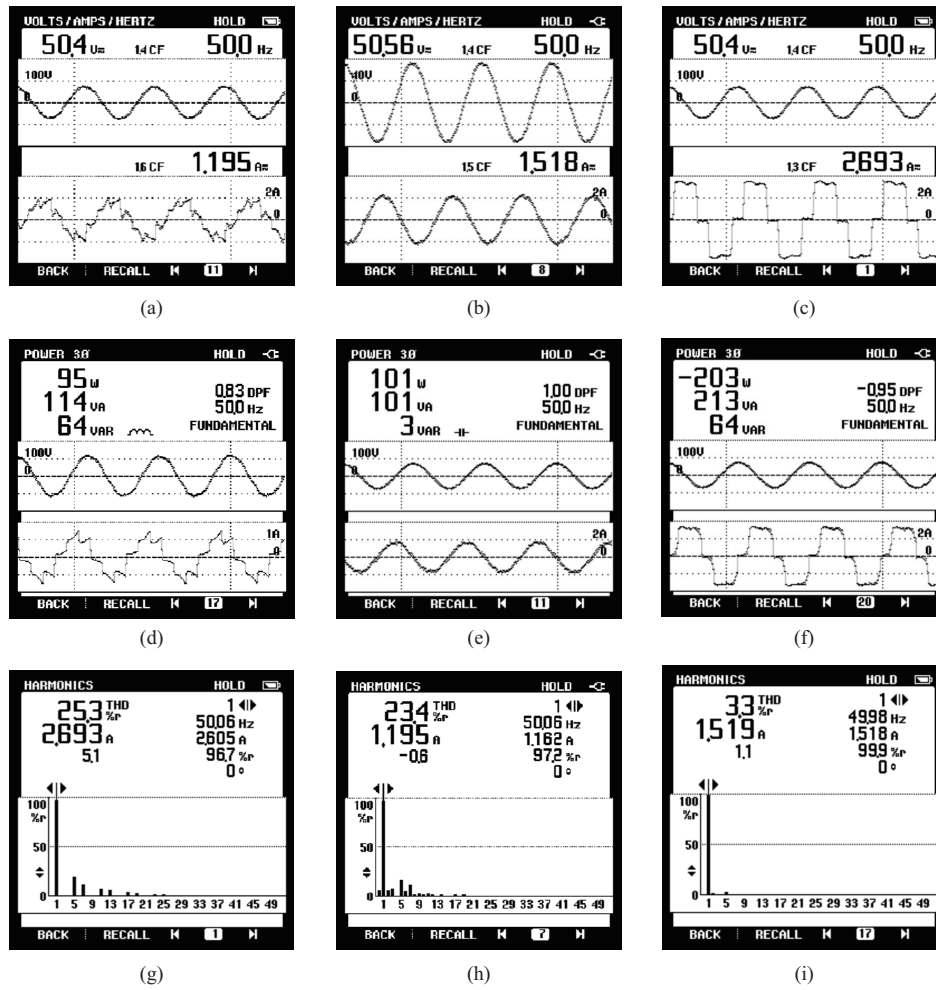 VOLTS/AMPS/HERTZ HOLD
50.4 V≂ 1.4 CF 50.0 Hz
100V
0
1.6 CF 1.195 A≂
2A
0
BACK RECALL 11
(a)
VOLTS/AMPS/HERTZ HOLD
50.56 V≂ 1.4 CF 50.0 Hz
40V
0
1.5 CF 1.518 A≂
2A
0
BACK RECALL 8
(b)
VOLTS/AMPS/HERTZ HOLD
50.4 V≂ 1.4 CF 50.0 Hz
100V
0
1.3 CF 2.693 A≂
2A
0
BACK RECALL 1
(c)
POWER 3.0 HOLD
95 W
114 VA 0.83 DPF
50.0 Hz
64 VAR FUNDAMENTAL
100V
0
1A
0
BACK RECALL 17
(d)
POWER 3.0 HOLD
101 W
101 VA 1.00 DPF
50.0 Hz
3 VAR FUNDAMENTAL
100V
0
2A
0
BACK RECALL 11
(e)
POWER 3.0 HOLD
-203 W
213 VA -0.95 DPF
50.0 Hz
64 VAR FUNDAMENTAL
100V
0
2A
0
BACK RECALL 20
(f)
HARMONICS HOLD
25.3 THD %r 1
50.06 Hz
2.693 A 2.605 A
5.1 96.7 %r
0 °
100
%r
50
0
1 5 9 13 17 21 25 29 33 37 41 45 49
BACK RECALL 1
(g)
HARMONICS HOLD
23.4 THD %r 1
50.06 Hz
1.195 A 1.162 A
-0.6 97.2 %r
0 °
100
%r
50
0
1 5 9 13 17 21 25 29 33 37 41 45 49
BACK RECALL 7
(h)
HARMONICS HOLD
3.3 THD %r 1
49.98 Hz
1.519 A 1.518 A
1.1 99.9 %r
0 °
100
%r
50
0
1 5 9 13 17 21 25 29 33 37 41 45 49
BACK RECALL 17
(i)